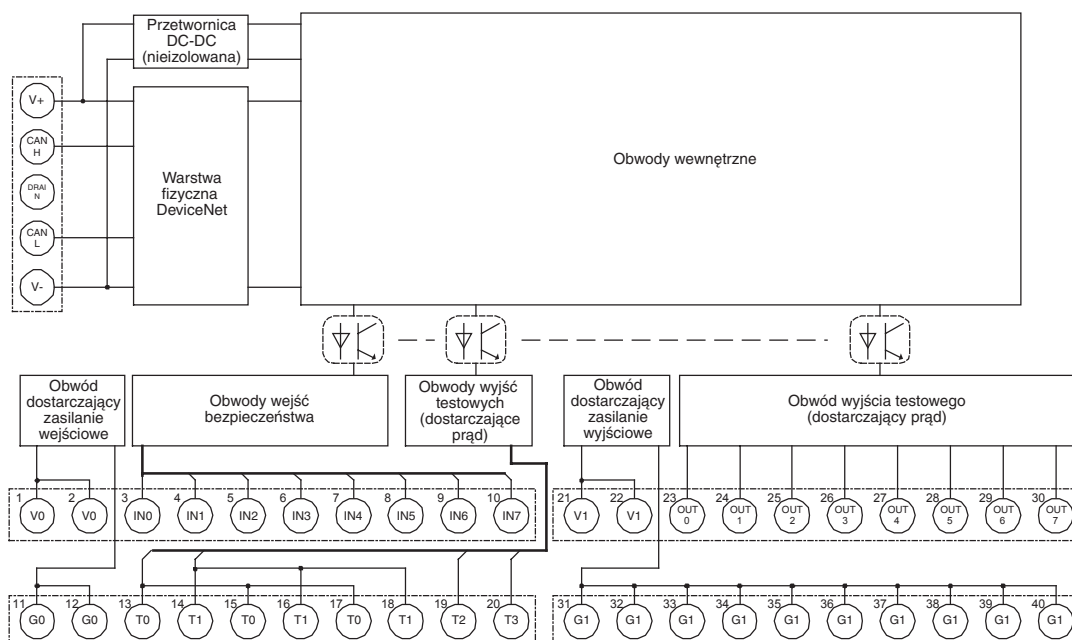 Przetwornica
DC-DC
(nieizolowana)
V+
CAN
H
DRAI
N
CAN
L
V-
Warstwa
fizyczna
DeviceNet
Obwody wewnętrzne
Obwód
dostarczający
zasilanie
wejściowe
Obwody wejść
bezpieczeństwa
Obwody wyjść
testowych
(dostarczające
prąd)
Obwód
dostarczający
zasilanie
wyjściowe
Obwód wyjścia testowego
(dostarczający prąd)
1 2 3 4 5 6 7 8 9 10
V0 V0 IN0 IN1 IN2 IN3 IN4 IN5 IN6 IN7
21 22 23 24 25 26 27 28 29 30
V1 V1 OUT 0 OUT 1 OUT 2 OUT 3 OUT 4 OUT 5 OUT 6 OUT 7
11 12 13 14 15 16 17 18 19 20
G0 G0 T0 T1 T0 T1 T0 T1 T2 T3
31 32 33 34 35 36 37 38 39 40
G1 G1 G1 G1 G1 G1 G1 G1 G1 G1